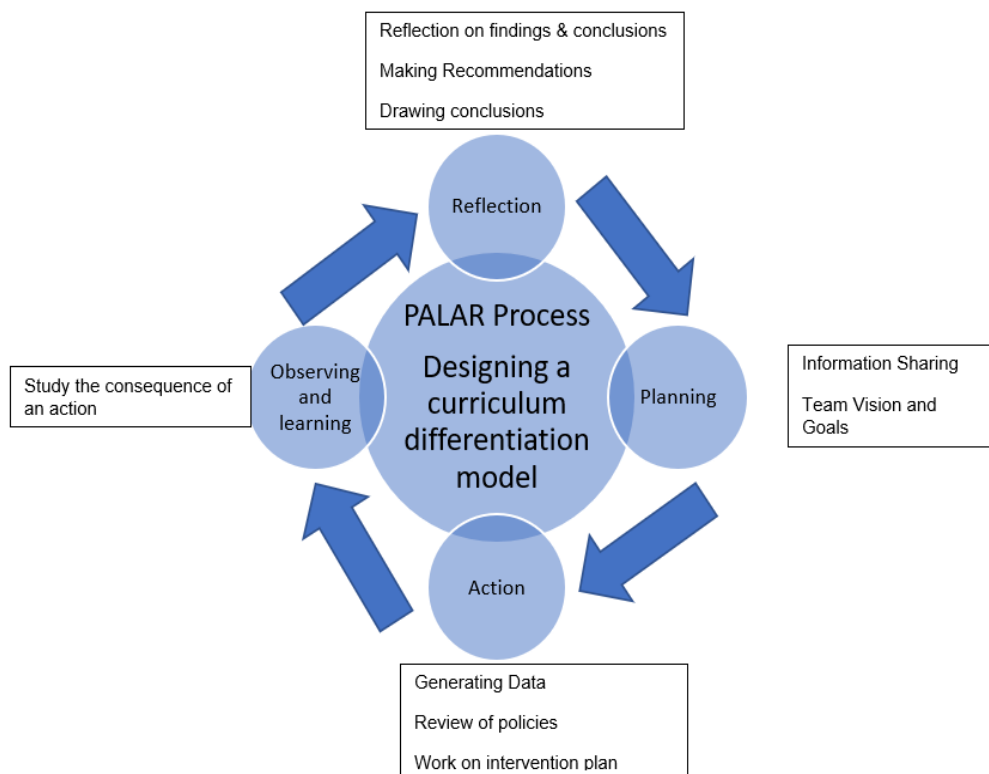 Reflection on findings & conclusions
Making Recommendations
Drawing conclusions
Reflection
PALAR Process
Designing a
curriculum
differentiation
model
Observing
and
learning
Study the consequence of
an action
Planning
Information Sharing
Team Vision and
Goals
Action
Generating Data
Review of policies
Work on intervention plan